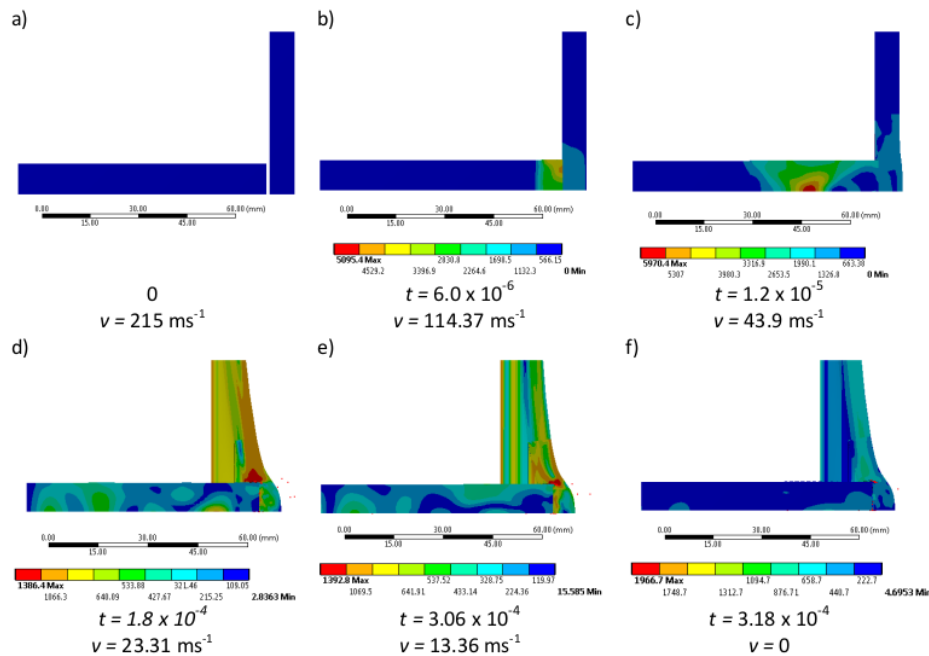 a)
b)
c)
0.00 30.00 60.00 (mm)
15.00 45.00
0.00 30.00 60.00 (mm)
15.00 45.00
0.00 30.00 60.00 (mm)
15.00 45.00
5095.4 Max 2830.8 1698.5 566.15
4529.2 3396.9 2264.6 1132.3 0 Min
5970.4 Max 3316.9 1990.1 663.38
5307 3980.3 2653.5 1326.8 0 Min
0
v = 215 ms⁻¹
t = 6.0 x 10⁻⁶
v = 114.37 ms⁻¹
t = 1.2 x 10⁻⁵
v = 43.9 ms⁻¹
d)
e)
f)
0.00 30.00 60.00 (mm)
15.00 45.00
0.00 30.00 60.00 (mm)
15.00 45.00
0.00 30.00 60.00 (mm)
15.00 45.00
1386.4 Max 533.88 321.46 109.05
1066.3 640.09 427.67 215.25 2.8363 Min
1392.8 Max 537.52 328.75 119.97
1069.5 641.91 433.14 224.36 15.585 Min
1966.7 Max 1094.7 658.7 222.7
1748.7 1312.7 876.71 440.7 4.6953 Min
t = 1.8 x 10⁻⁴
v = 23.31 ms⁻¹
t = 3.06 x 10⁻⁴
v = 13.36 ms⁻¹
t = 3.18 x 10⁻⁴
v = 0